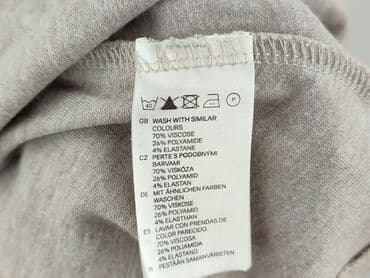 40 P
GB WASH WITH SIMILAR
COLOURS
70% VISCOSE
26% POLYAMIDE
4% ELASTANE
CZ PERTE S PODOBNÝMI
BARVAMI
70% VISKÓZA
26% POLYAMID
4% ELASTAN
DE MIT ÄHNLICHEN FARBEN
WASCHEN
70% VISKOSE
26% POLYAMID
4% ELASTHAN
ES LAVAR CON PRENDAS DE
COLOR PARECIDO
70% VISCOSA
26% POLIAMIDA
4% ELASTANO
PESTÄÄN SAMANVÄRISTEN